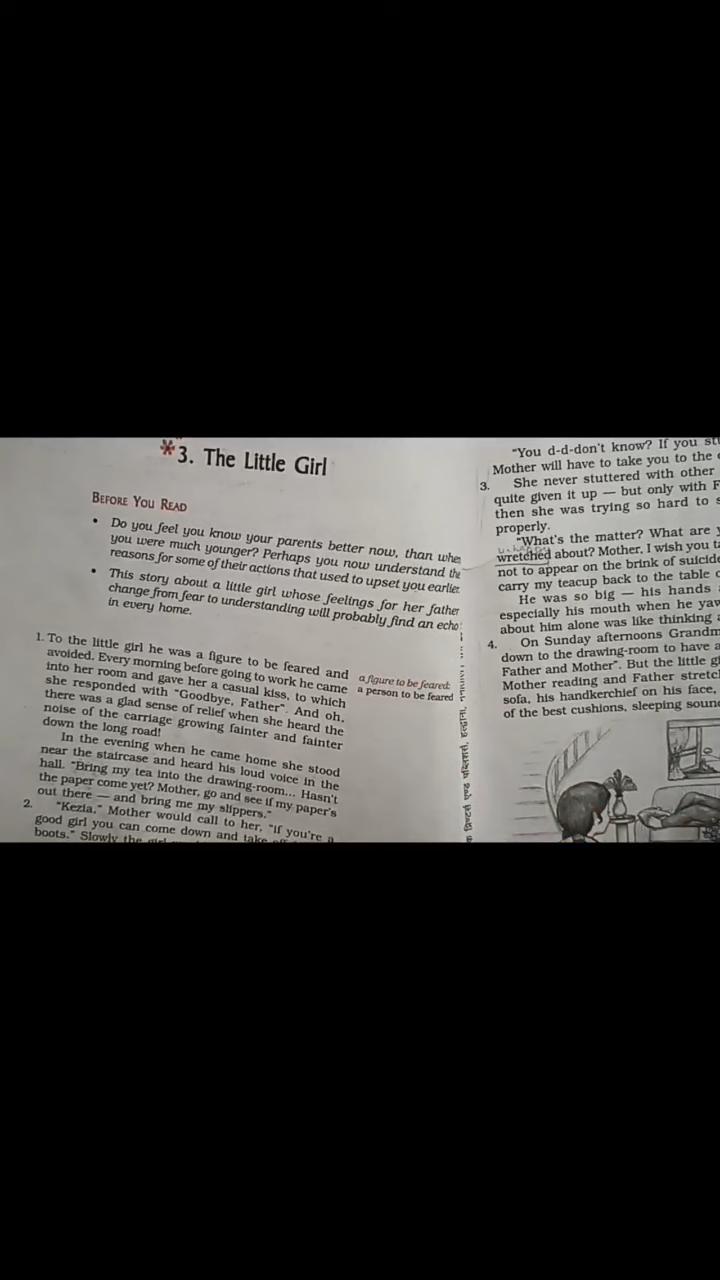 *3. The Little Girl
BEFORE YOU READ
• Do you feel you know your parents better now, than when
you were much younger? Perhaps you now understand the
reasons for some of their actions that used to upset you earlier.
• This story about a little girl whose feelings for her father
change from fear to understanding will probably find an echo
in every home.
1. To the little girl he was a figure to be feared and
avoided. Every morning before going to work he came
into her room and gave her a casual kiss, to which
she responded with "Goodbye, Father". And oh,
there was a glad sense of relief when she heard the
noise of the carriage growing fainter and fainter
down the long road!
In the evening when he came home she stood
near the staircase and heard his loud voice in the
hall. "Bring my tea into the drawing-room... Hasn't
the paper come yet? Mother, go and see if my paper's
out there — and bring me my slippers."
2. "Kezia," Mother would call to her, "if you're a
good girl you can come down and take off
boots." Slowly the girl
a figure to be feared:
a person to be feared
"You d-d-don't know? If you
Mother will have to take you to the
3. She never stuttered with other
quite given it up — but only with
then she was trying so hard to
properly.
"What's the matter? What are
unhappy
wretched about? Mother, I wish you
not to appear on the brink of suicide
carry my teacup back to the table
He was so big — his hands
especially his mouth when he
about him alone was like thinking
4. On Sunday afternoons
down to the drawing-room to have a
Father and Mother". But the little
Mother reading and Father
sofa, his handkerchief on his face,
of the best cushions, sleeping